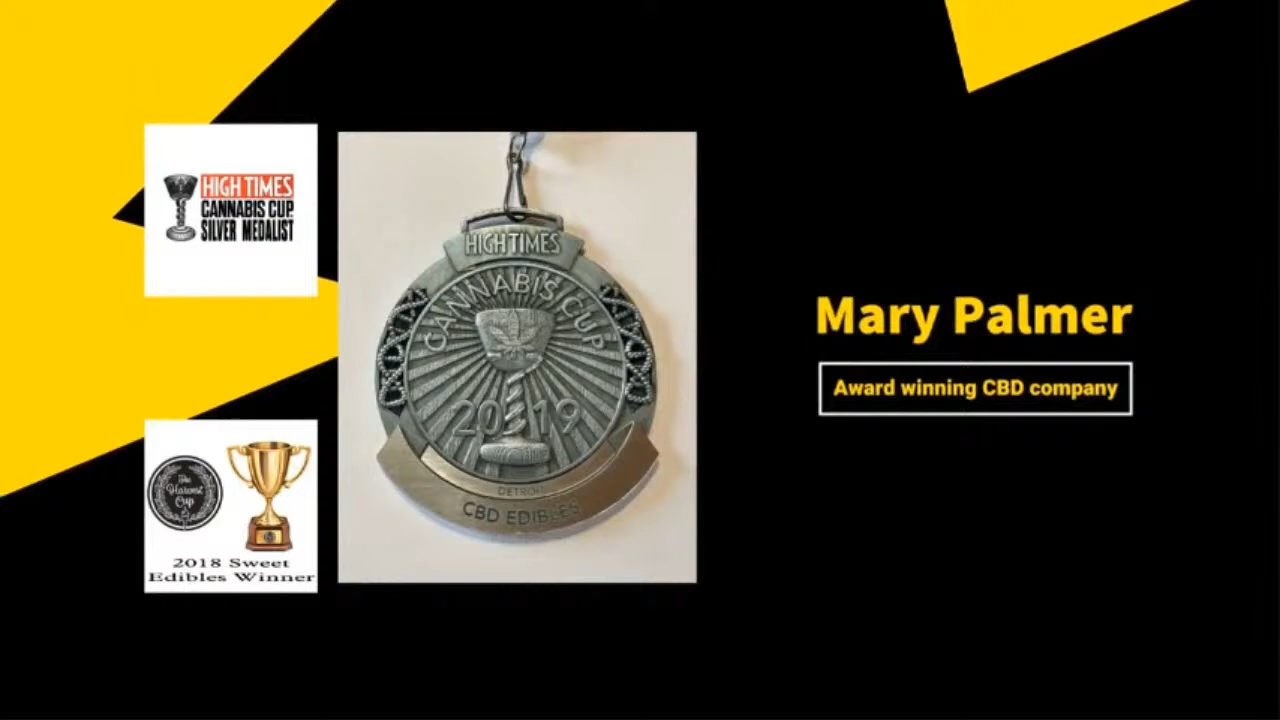 HIGH TIMES
CANNABIS CUP
SILVER MEDALIST
HIGH TIMES
CANNABIS CUP
2019
DETROIT
CBD EDIBLES
Mary Palmer
Award winning CBD company
The
Harvest
Cup
2018 Sweet
Edibles Winner